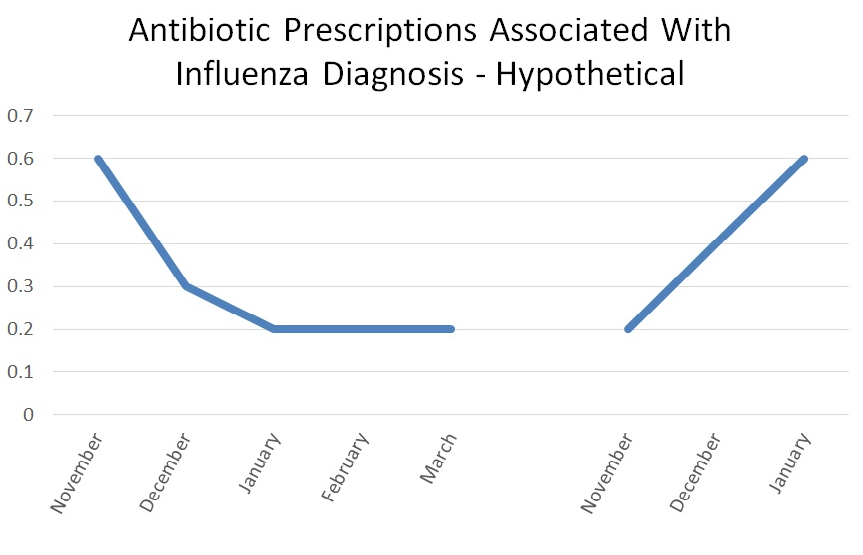 Antibiotic Prescriptions Associated With
Influenza Diagnosis - Hypothetical
0.7
0.6
0.5
0.4
0.3
0.2
0.1
0
November
December
January
February
March
November
December
January